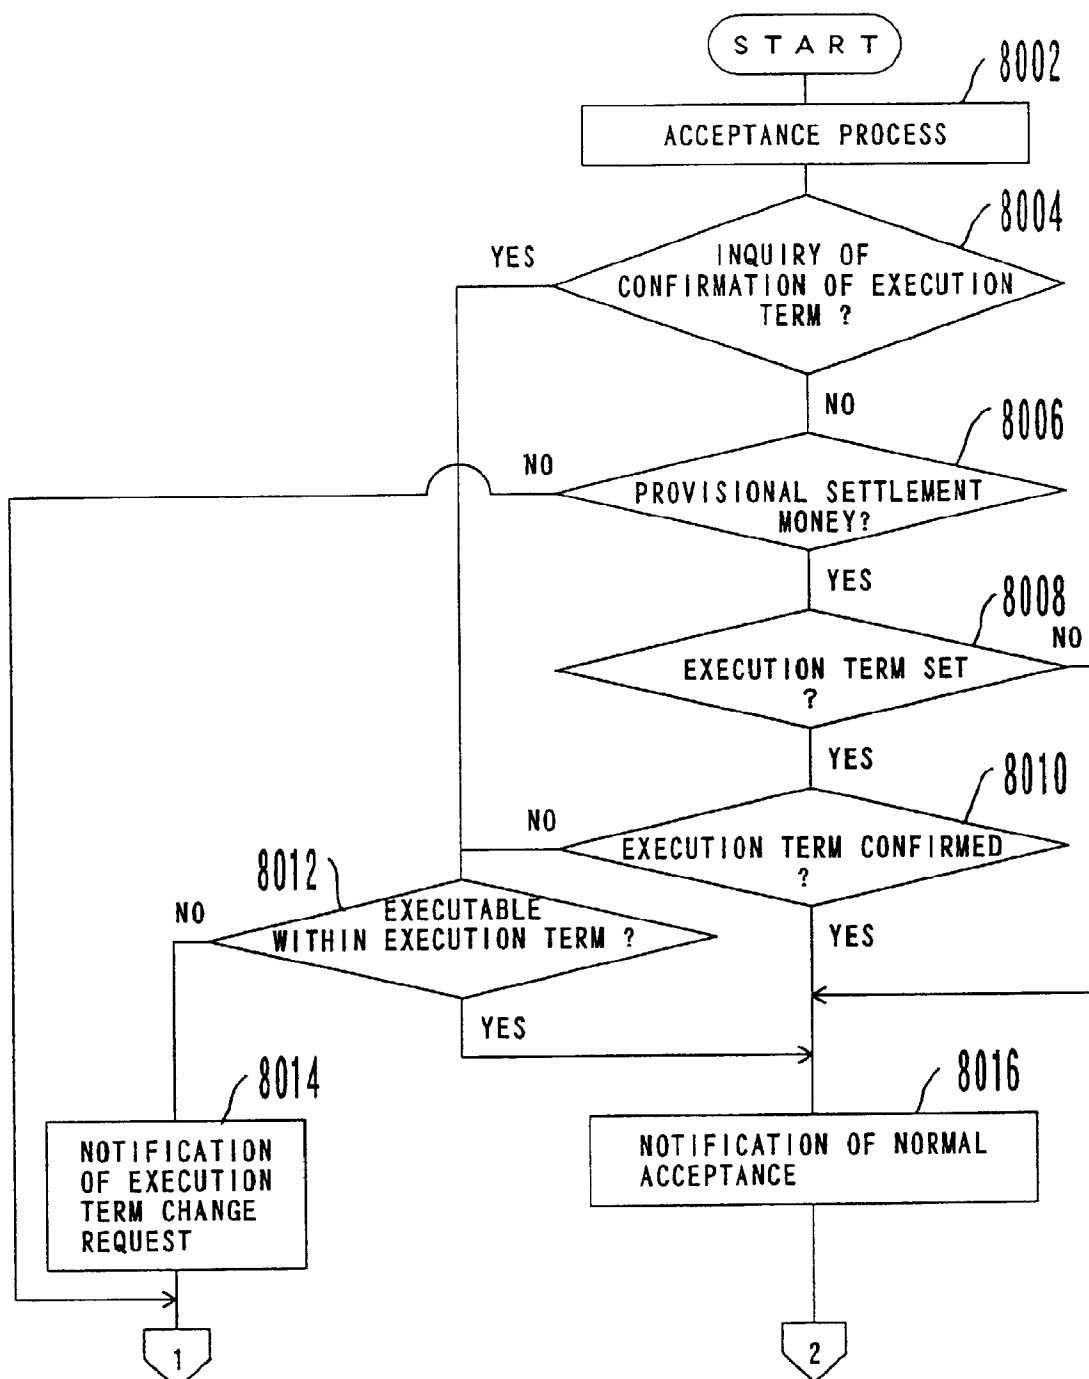 START
8002
ACCEPTANCE PROCESS
8004
YES
INQUIRY OF
CONFIRMATION OF EXECUTION
TERM ?
NO
8006
NO
PROVISIONAL SETTLEMENT
MONEY?
YES
8008
NO
EXECUTION TERM SET
?
YES
8010
NO
EXECUTION TERM CONFIRMED
?
8012
NO
EXECUTABLE
WITHIN EXECUTION TERM ?
YES
YES
8014
8016
NOTIFICATION
OF EXECUTION
TERM CHANGE
REQUEST
NOTIFICATION OF NORMAL
ACCEPTANCE
1
2